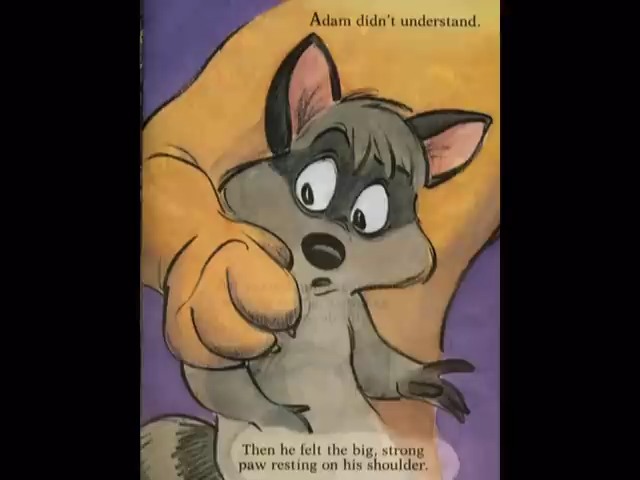 Adam didn't understand.
Then he felt the big, strong
paw resting on his shoulder.